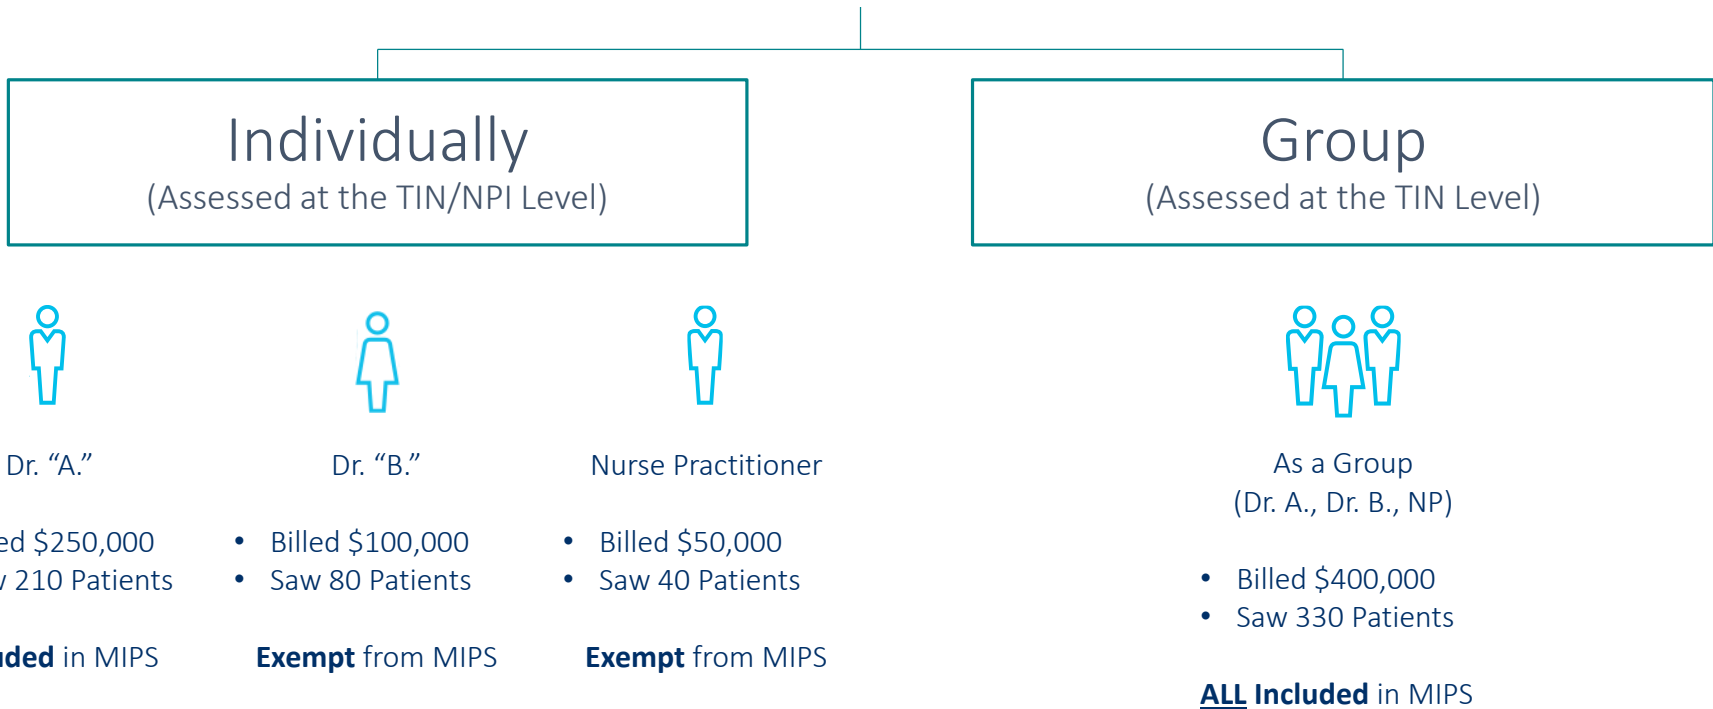 Individually
(Assessed at the TIN/NPI Level)
Group
(Assessed at the TIN Level)
Dr. “A.”
$250,000
210 Patients
in MIPS
Dr. “B.”
• Billed $100,000
• Saw 80 Patients
Exempt from MIPS
Nurse Practitioner
• Billed $50,000
• Saw 40 Patients
Exempt from MIPS
As a Group
(Dr. A., Dr. B., NP)
• Billed $400,000
• Saw 330 Patients
ALL Included in MIPS